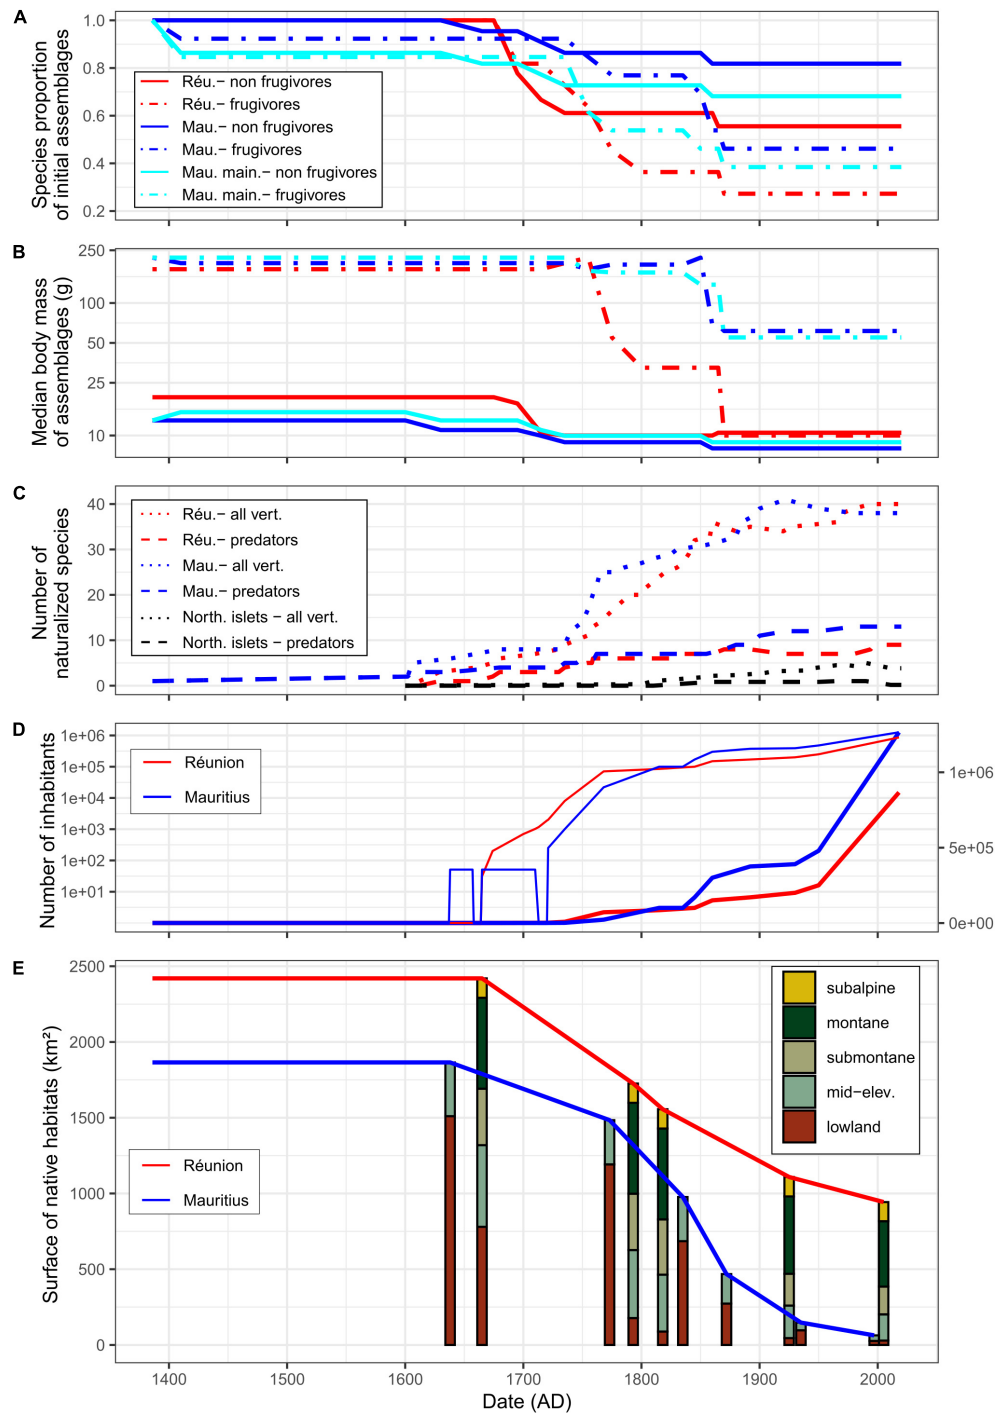 A
Species proportion
of initial assemblages
1.0
0.8
0.6
0.4
0.2
Réu.− non frugivores
Réu.− frugivores
Mau.− non frugivores
Mau.− frugivores
Mau. main.− non frugivores
Mau. main.− frugivores
B
Median body mass
of assemblages (g)
250
100
50
25
10
C
Number of
naturalized species
40
30
20
10
0
Réu.− all vert.
Réu.− predators
Mau.− all vert.
Mau.− predators
North. islets − all vert.
North. islets − predators
D
Number of inhabitants
1e+06
1e+05
1e+04
1e+03
1e+02
1e+01
Réunion
Mauritius
1e+06
5e+05
0e+00
E
Surface of native habitats (km²)
2500
2000
1500
1000
500
0
subalpine
montane
submontane
mid−elev.
lowland
Réunion
Mauritius
1400 1500 1600 1700 1800 1900 2000
Date (AD)